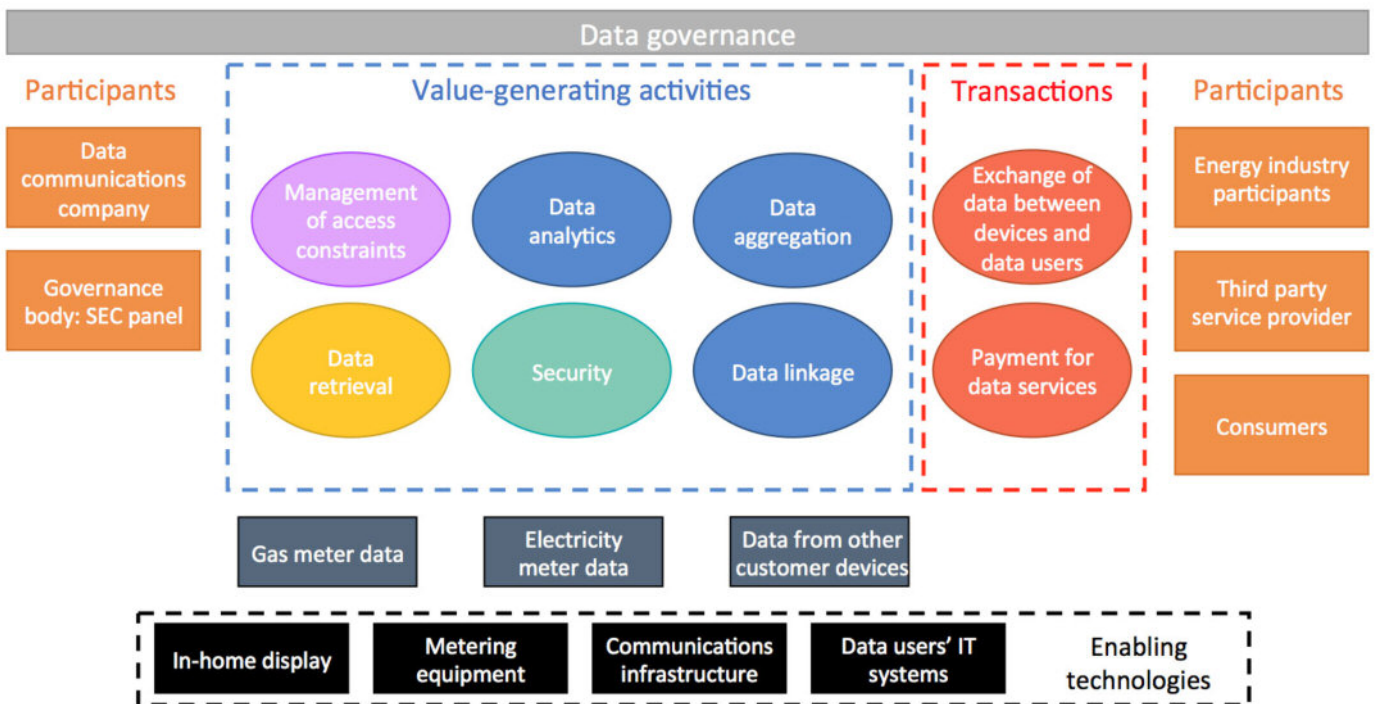 Data governance
Participants
Value-generating activities
Transactions
Participants
Data
communications
company
Governance
body: SEC panel
Management
of access
constraints
Data
analytics
Data
aggregation
Data
retrieval
Security
Data linkage
Exchange of
data between
devices and
data users
Payment for
data services
Energy industry
participants
Third party
service provider
Consumers
Gas meter data
Electricity
meter data
Data from other
customer devices
In-home display
Metering
equipment
Communications
infrastructure
Data users’ IT
systems
Enabling
technologies